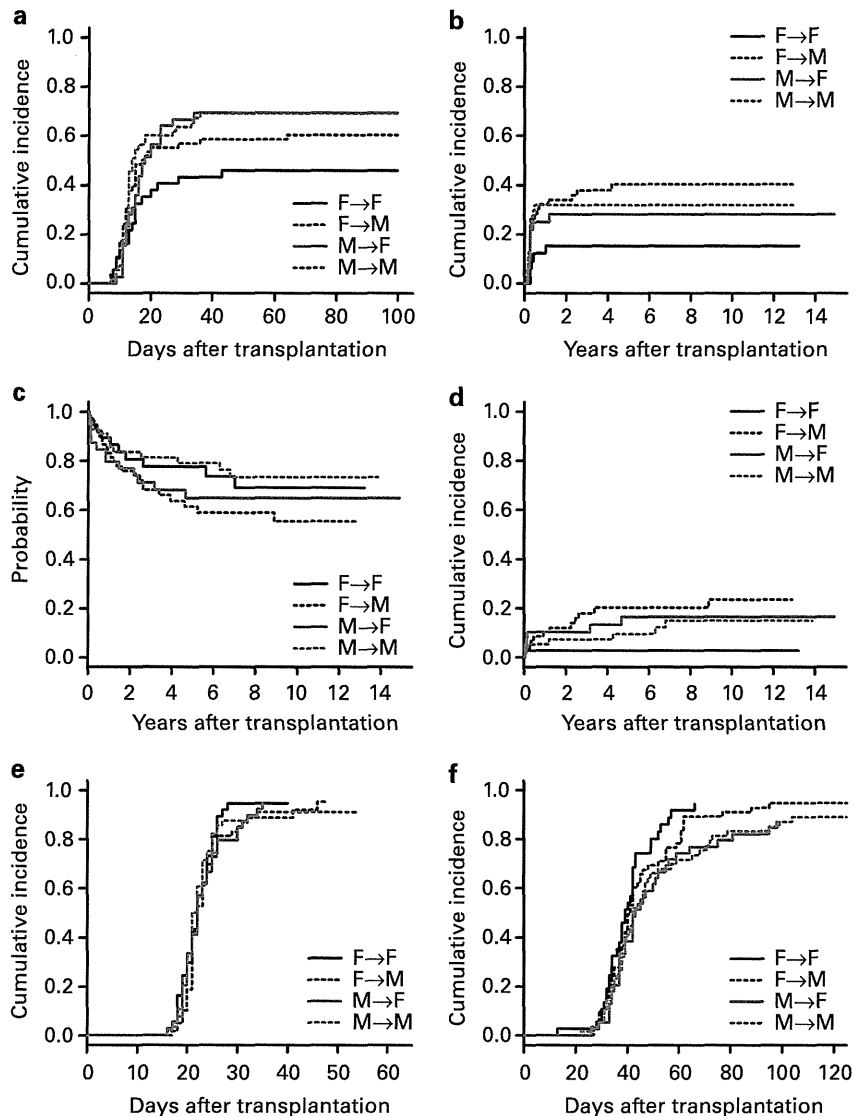 a
Cumulative incidence
1.0
0.8
0.6
0.4
0.2
0.0
F→F
F→M
M→F
M→M
0 20 40 60 80 100
Days after transplantation
b
Cumulative incidence
1.0
0.8
0.6
0.4
0.2
0.0
F→F
F→M
M→F
M→M
0 2 4 6 8 10 12 14
Years after transplantation
c
Probability
1.0
0.8
0.6
0.4
0.2
0.0
F→F
F→M
M→F
M→M
0 2 4 6 8 10 12 14
Years after transplantation
d
Cumulative incidence
1.0
0.8
0.6
0.4
0.2
0.0
F→F
F→M
M→F
M→M
0 2 4 6 8 10 12 14
Years after transplantation
e
Cumulative incidence
1.0
0.8
0.6
0.4
0.2
0.0
F→F
F→M
M→F
M→M
0 10 20 30 40 50 60
Days after transplantation
f
Cumulative incidence
1.0
0.8
0.6
0.4
0.2
0.0
F→F
F→M
M→F
M→M
0 20 40 60 80 100 120
Days after transplantation